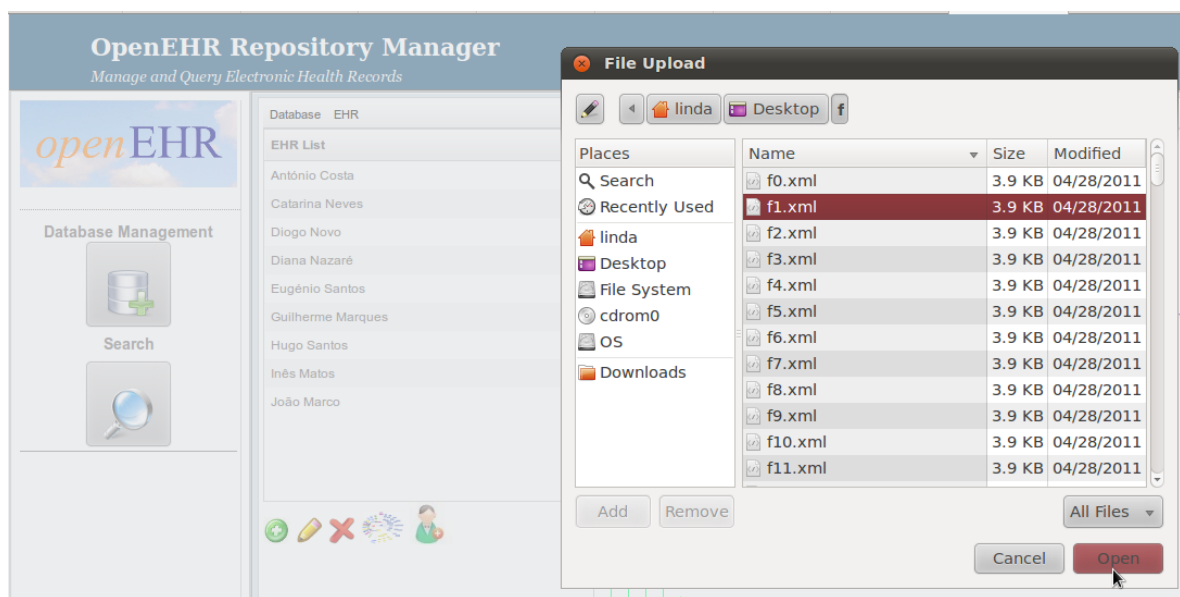 OpenEHR Repository Manager
Manage and Query Electronic Health Records
openEHR
Database Management
Search
Database EHR
EHR List
António Costa
Catarina Neves
Diogo Novo
Diana Nazaré
Eugénio Santos
Guilherme Marques
Hugo Santos
Inês Matos
João Marco
File Upload
linda Desktop f
Places
Search
Recently Used
linda
Desktop
File System
cdrom0
OS
Downloads
Name Size Modified
f0.xml 3.9 KB 04/28/2011
f1.xml 3.9 KB 04/28/2011
f2.xml 3.9 KB 04/28/2011
f3.xml 3.9 KB 04/28/2011
f4.xml 3.9 KB 04/28/2011
f5.xml 3.9 KB 04/28/2011
f6.xml 3.9 KB 04/28/2011
f7.xml 3.9 KB 04/28/2011
f8.xml 3.9 KB 04/28/2011
f9.xml 3.9 KB 04/28/2011
f10.xml 3.9 KB 04/28/2011
f11.xml 3.9 KB 04/28/2011
Add Remove
All Files
Cancel Open